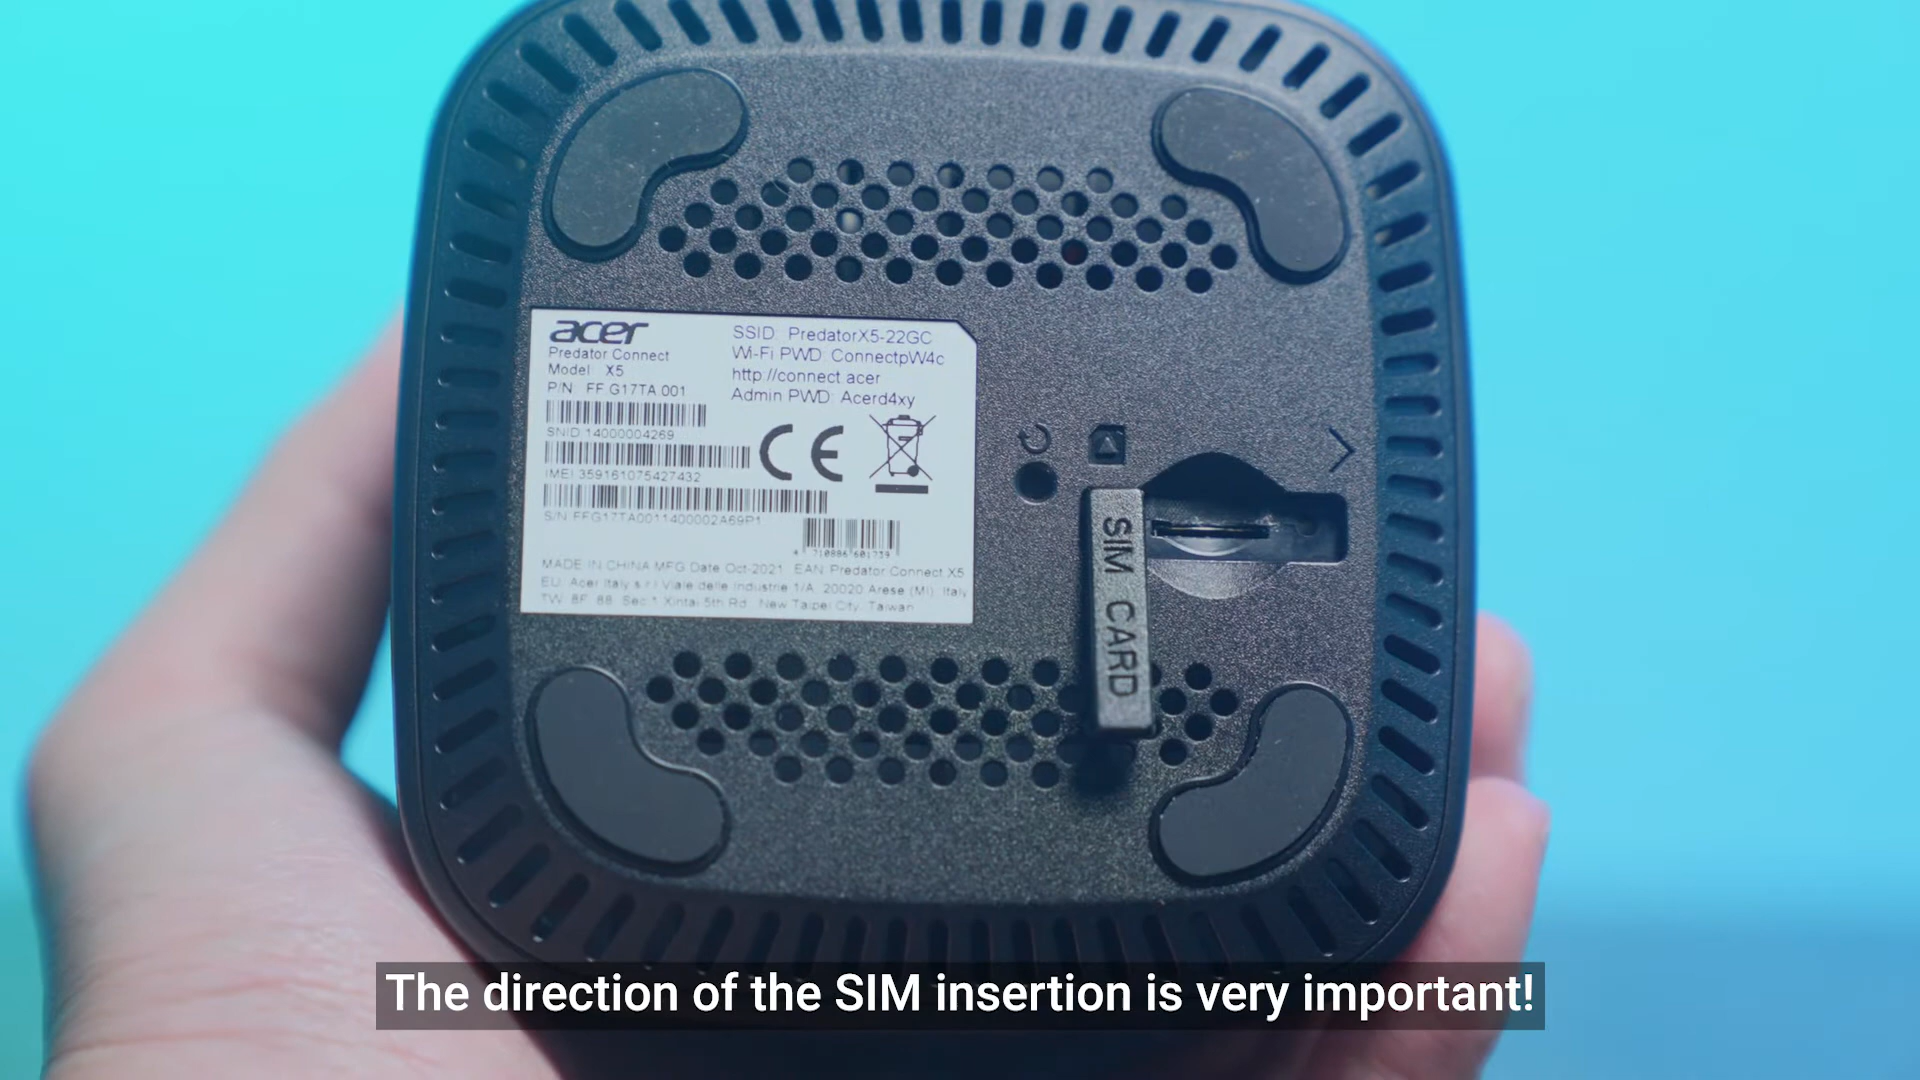 acer
Predator Connect
Model X5
P/N: FF.G17TA.001
SNID:14000004269
IMEI:359161075427432
S/N:FFG17TA0011400002A69P1
SSID: PredatorX5-22GC
Wi-Fi PWD: ConnectpW4c
http://connect.acer
Admin PWD: Acerd4xy
CE
4 710886 601739
MADE IN CHINA MFG Date Oct-2021 EAN:Predator Connect X5
EU: Acer Italy s.r.l Viale delle Industrie 1/A, 20020 Arese (MI), Italy
TW: 8F, 88, Sec.1 Xintai 5th Rd., New Taipei City, Taiwan
SIM CARD
The direction of the SIM insertion is very important!